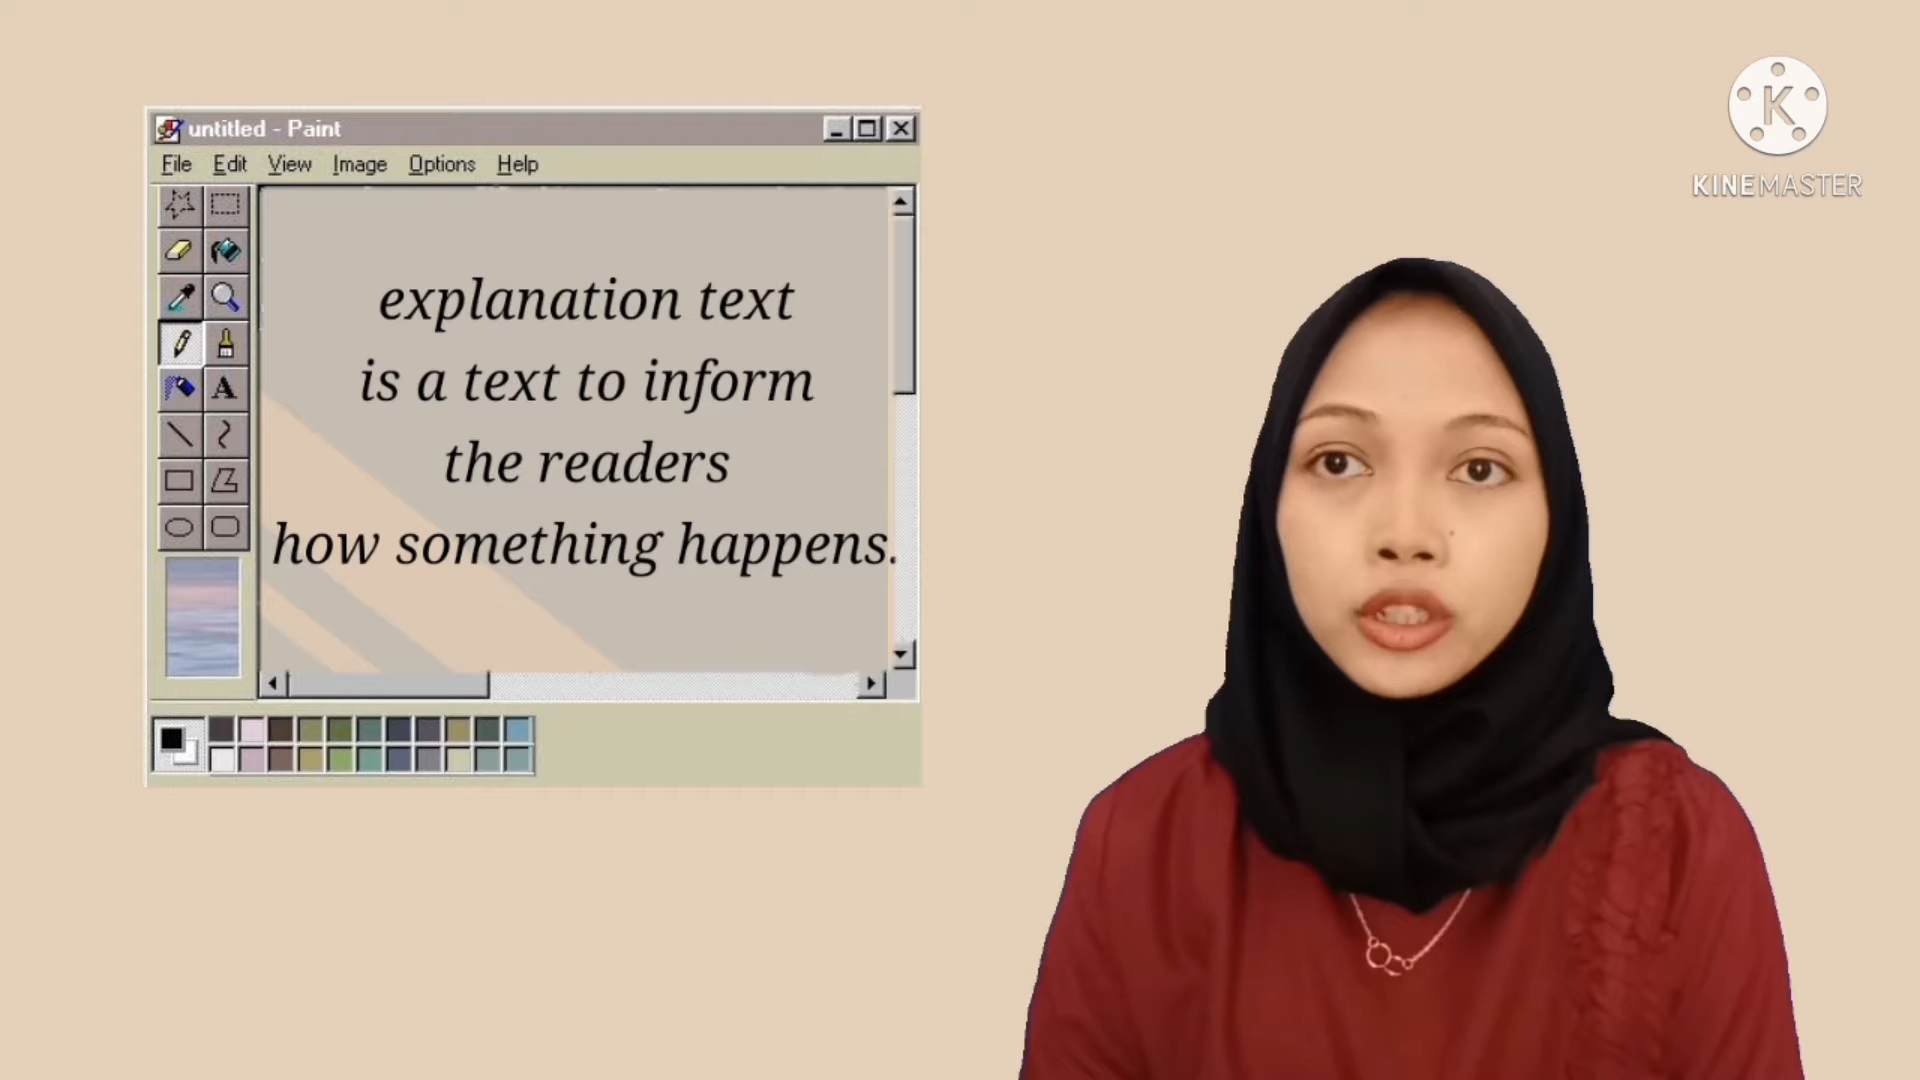 untitled - Paint
File Edit View Image Options Help
A
explanation text
is a text to inform
the readers
how something happens.
K
KINEMASTER